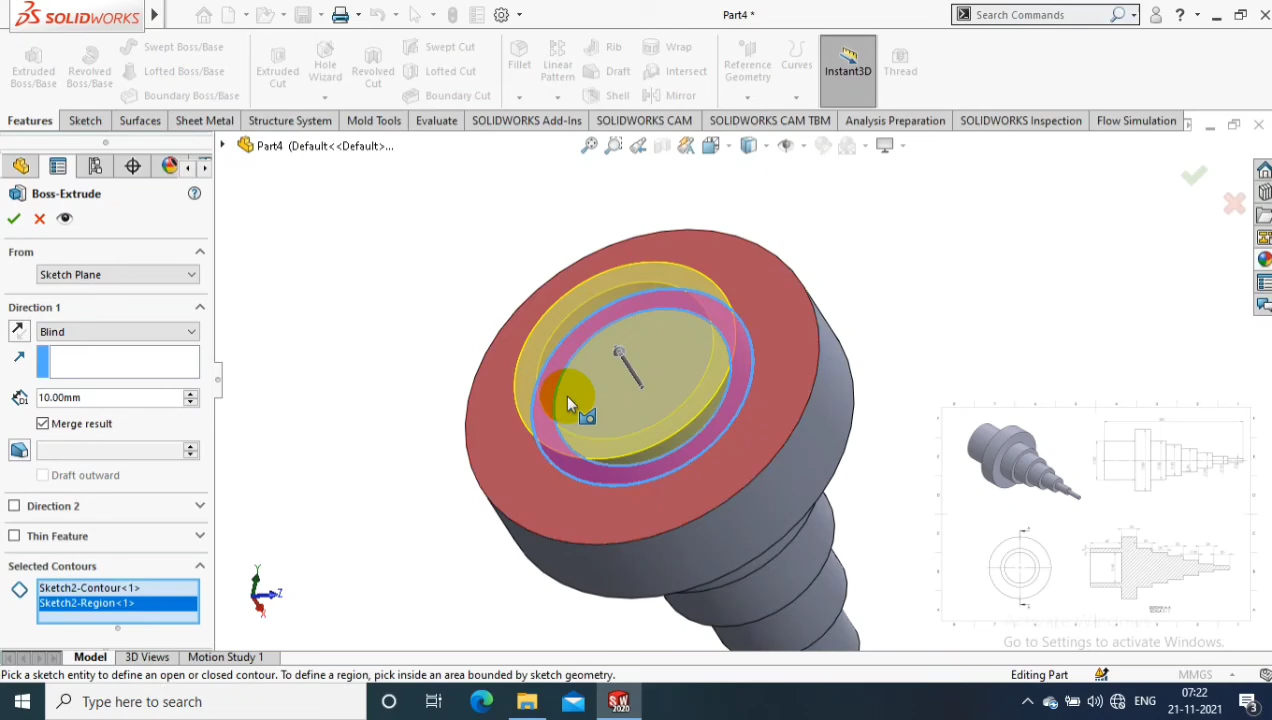 SOLIDWORKS
Part4 *
Search Commands
Extruded Boss/Base
Revolved Boss/Base
Swept Boss/Base
Lofted Boss/Base
Boundary Boss/Base
Extruded Cut
Hole Wizard
Revolved Cut
Swept Cut
Lofted Cut
Boundary Cut
Fillet
Linear Pattern
Rib
Draft
Shell
Wrap
Intersect
Mirror
Reference Geometry
Curves
Instant3D
Thread
Features
Sketch
Surfaces
Sheet Metal
Structure System
Mold Tools
Evaluate
SOLIDWORKS Add-Ins
SOLIDWORKS CAM
SOLIDWORKS CAM TBM
Analysis Preparation
SOLIDWORKS Inspection
Flow Simulation
Part4 (Default<<Default>...
Boss-Extrude
From
Sketch Plane
Direction 1
Blind
10.00mm
Merge result
Draft outward
Direction 2
Thin Feature
Selected Contours
Sketch2-Contour<1>
Sketch2-Region<1>
Y
Z
X
Go to Settings to activate Windows.
Model
3D Views
Motion Study 1
Pick a sketch entity to define an open or closed contour. To define a region, pick inside an area bounded by sketch geometry.
Editing Part
MMGS
Type here to search
SW
2020
ENG
07:22
21-11-2021
3